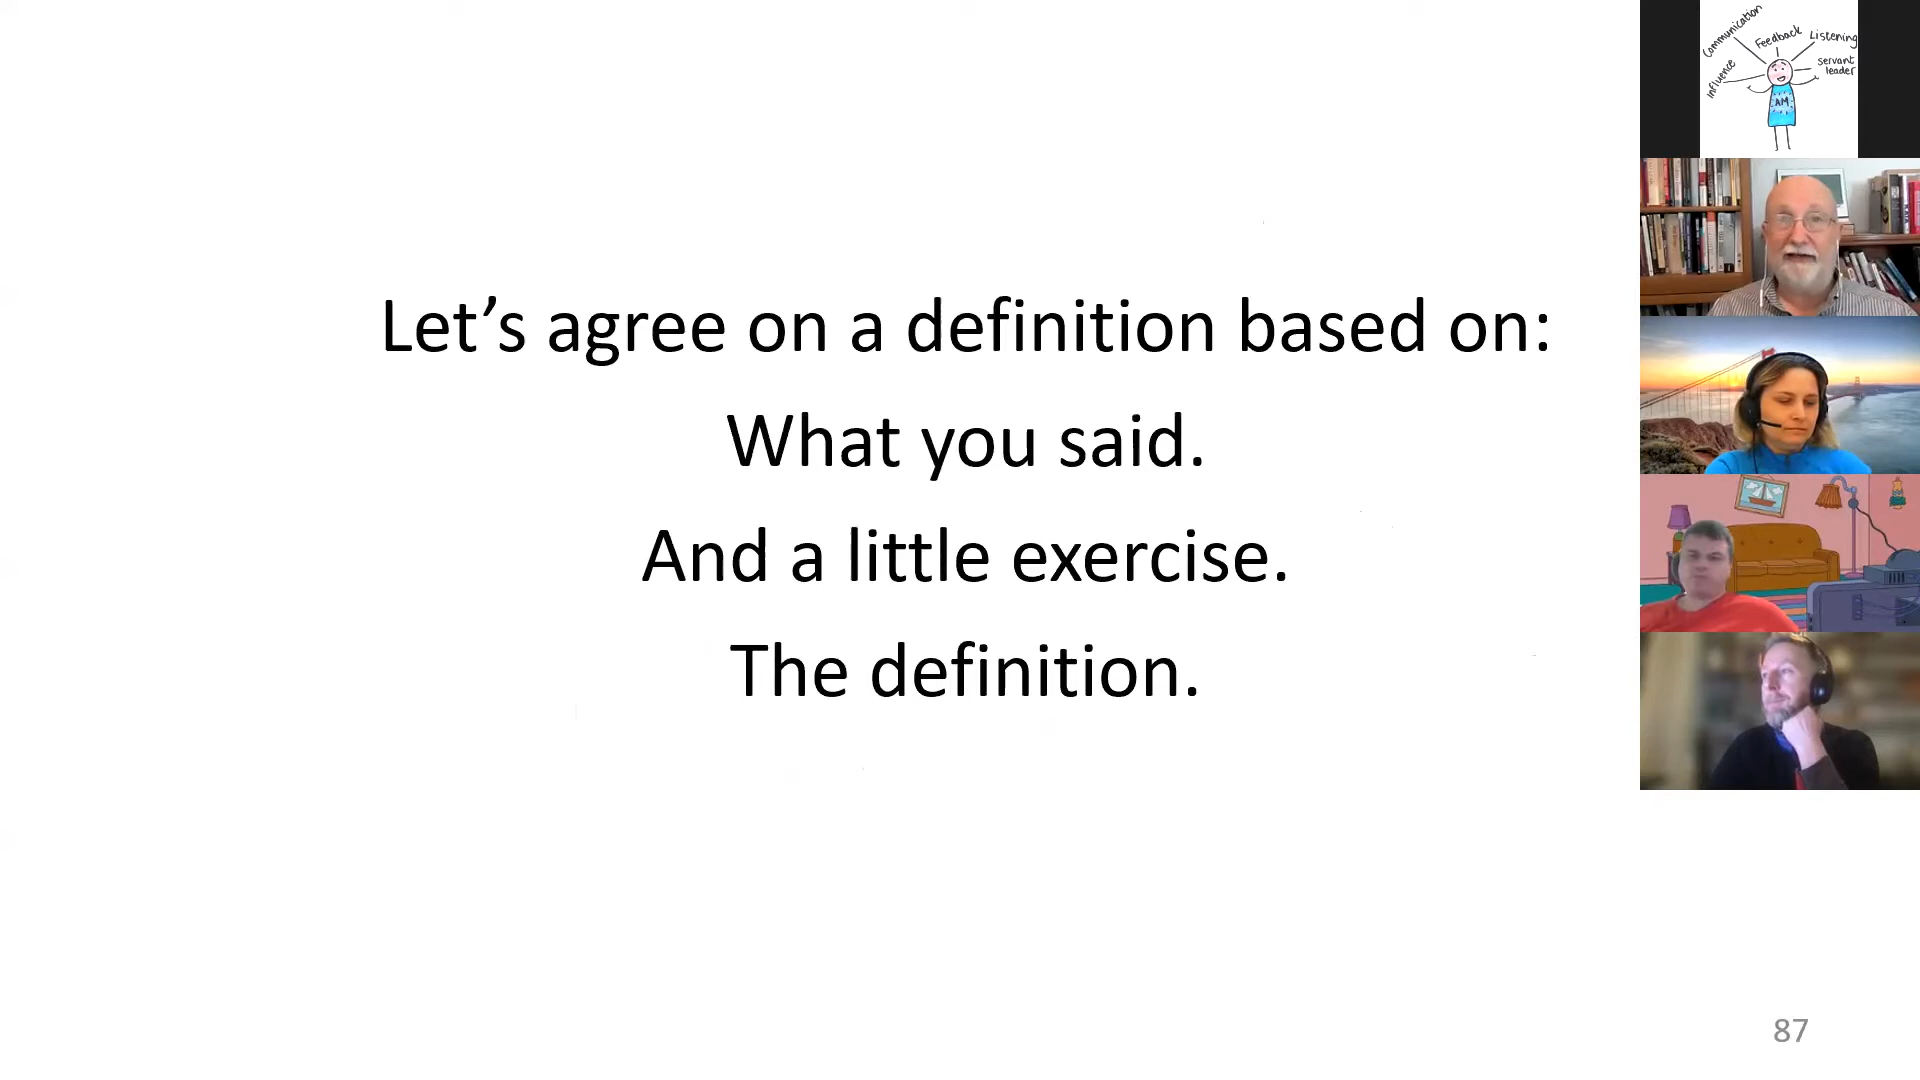 Let’s agree on a definition based on:
What you said.
And a little exercise.
The definition.
87
Communication
Feedback
Listening
Influence
servant
leader
AM